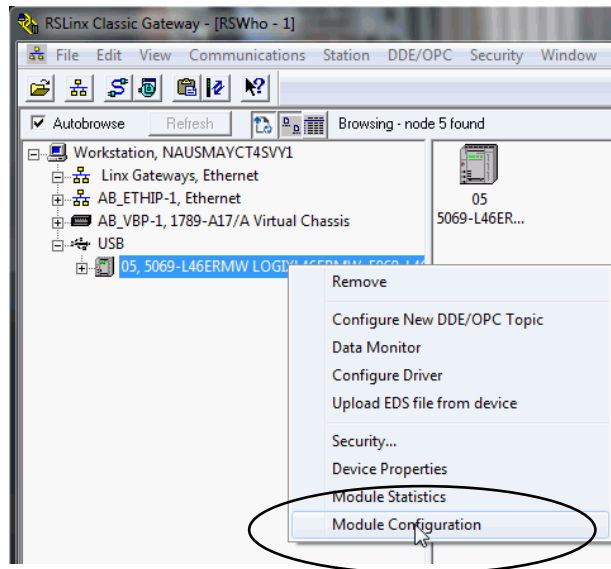 RSLinx Classic Gateway - [RSWho - 1]
File Edit View Communications Station DDE/OPC Security Window
Autobrowse Refresh Browsing - node 5 found
Workstation, NAUSMAYCT4SVY1
Linx Gateways, Ethernet
AB_ETHIP-1, Ethernet
AB_VBP-1, 1789-A17/A Virtual Chassis
USB
05, 5069-L46ERMW
05
5069-L46ER...
Remove
Configure New DDE/OPC Topic
Data Monitor
Configure Driver
Upload EDS file from device
Security...
Device Properties
Module Statistics
Module Configuration